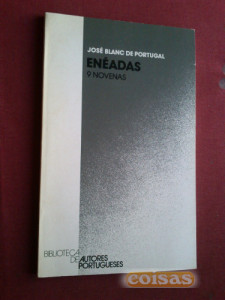 JOSÉ BLANC DE PORTUGAL
ENÉADAS
9 NOVENAS
BIBLIOTECA
DE AUTORES
PORTUGUESES
coisas